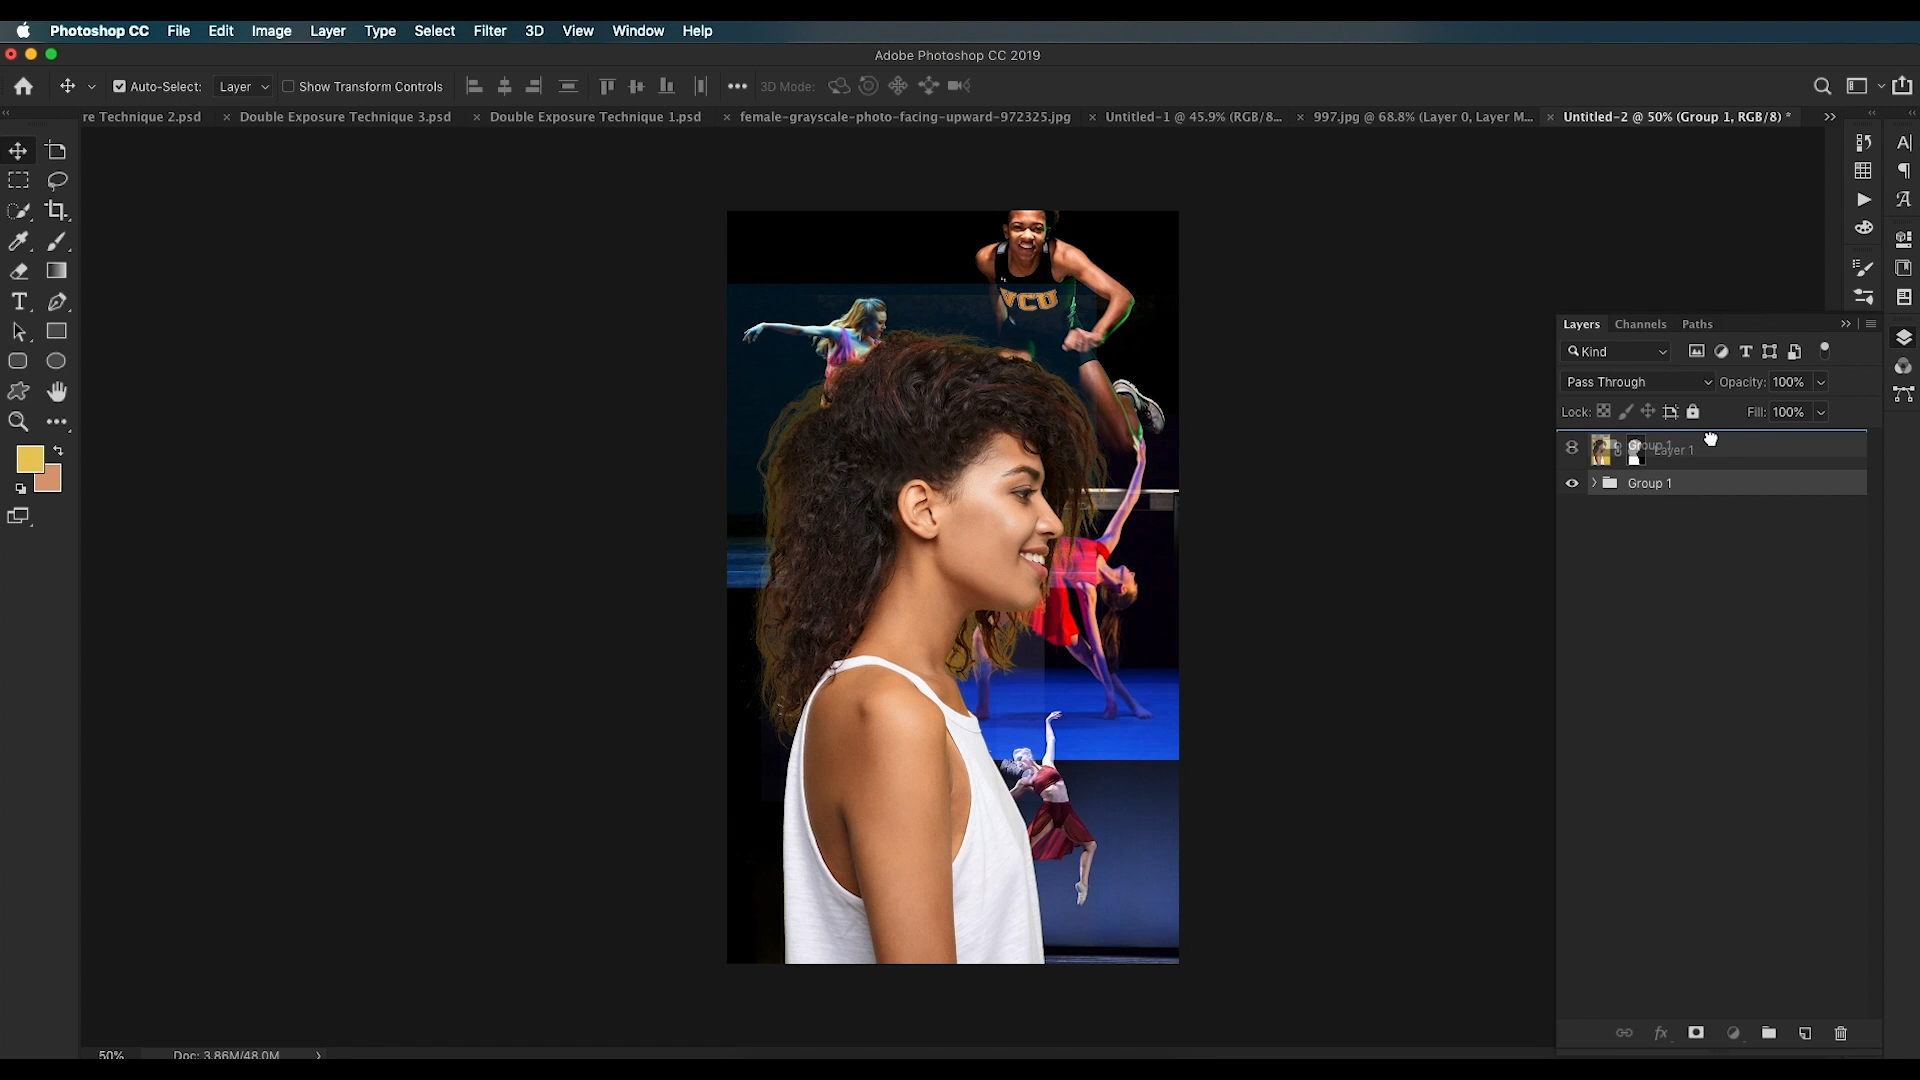 Photoshop CC File Edit Image Layer Type Select Filter 3D View Window Help
Adobe Photoshop CC 2019
Auto-Select: Layer Show Transform Controls 3D Mode:
re Technique 2.psd × Double Exposure Technique 3.psd × Double Exposure Technique 1.psd × female-grayscale-photo-facing-upward-972325.jpg × Untitled-1 @ 45.9% (RGB/8... × 997.jpg @ 68.8% (Layer 0, Layer M... × Untitled-2 @ 50% (Group 1, RGB/8) *
VCU
Layers Channels Paths
Kind
Pass Through Opacity: 100%
Lock: Fill: 100%
Group 1
Layer 1
Group 1
fx
50% Doc: 3.86M/48.0M